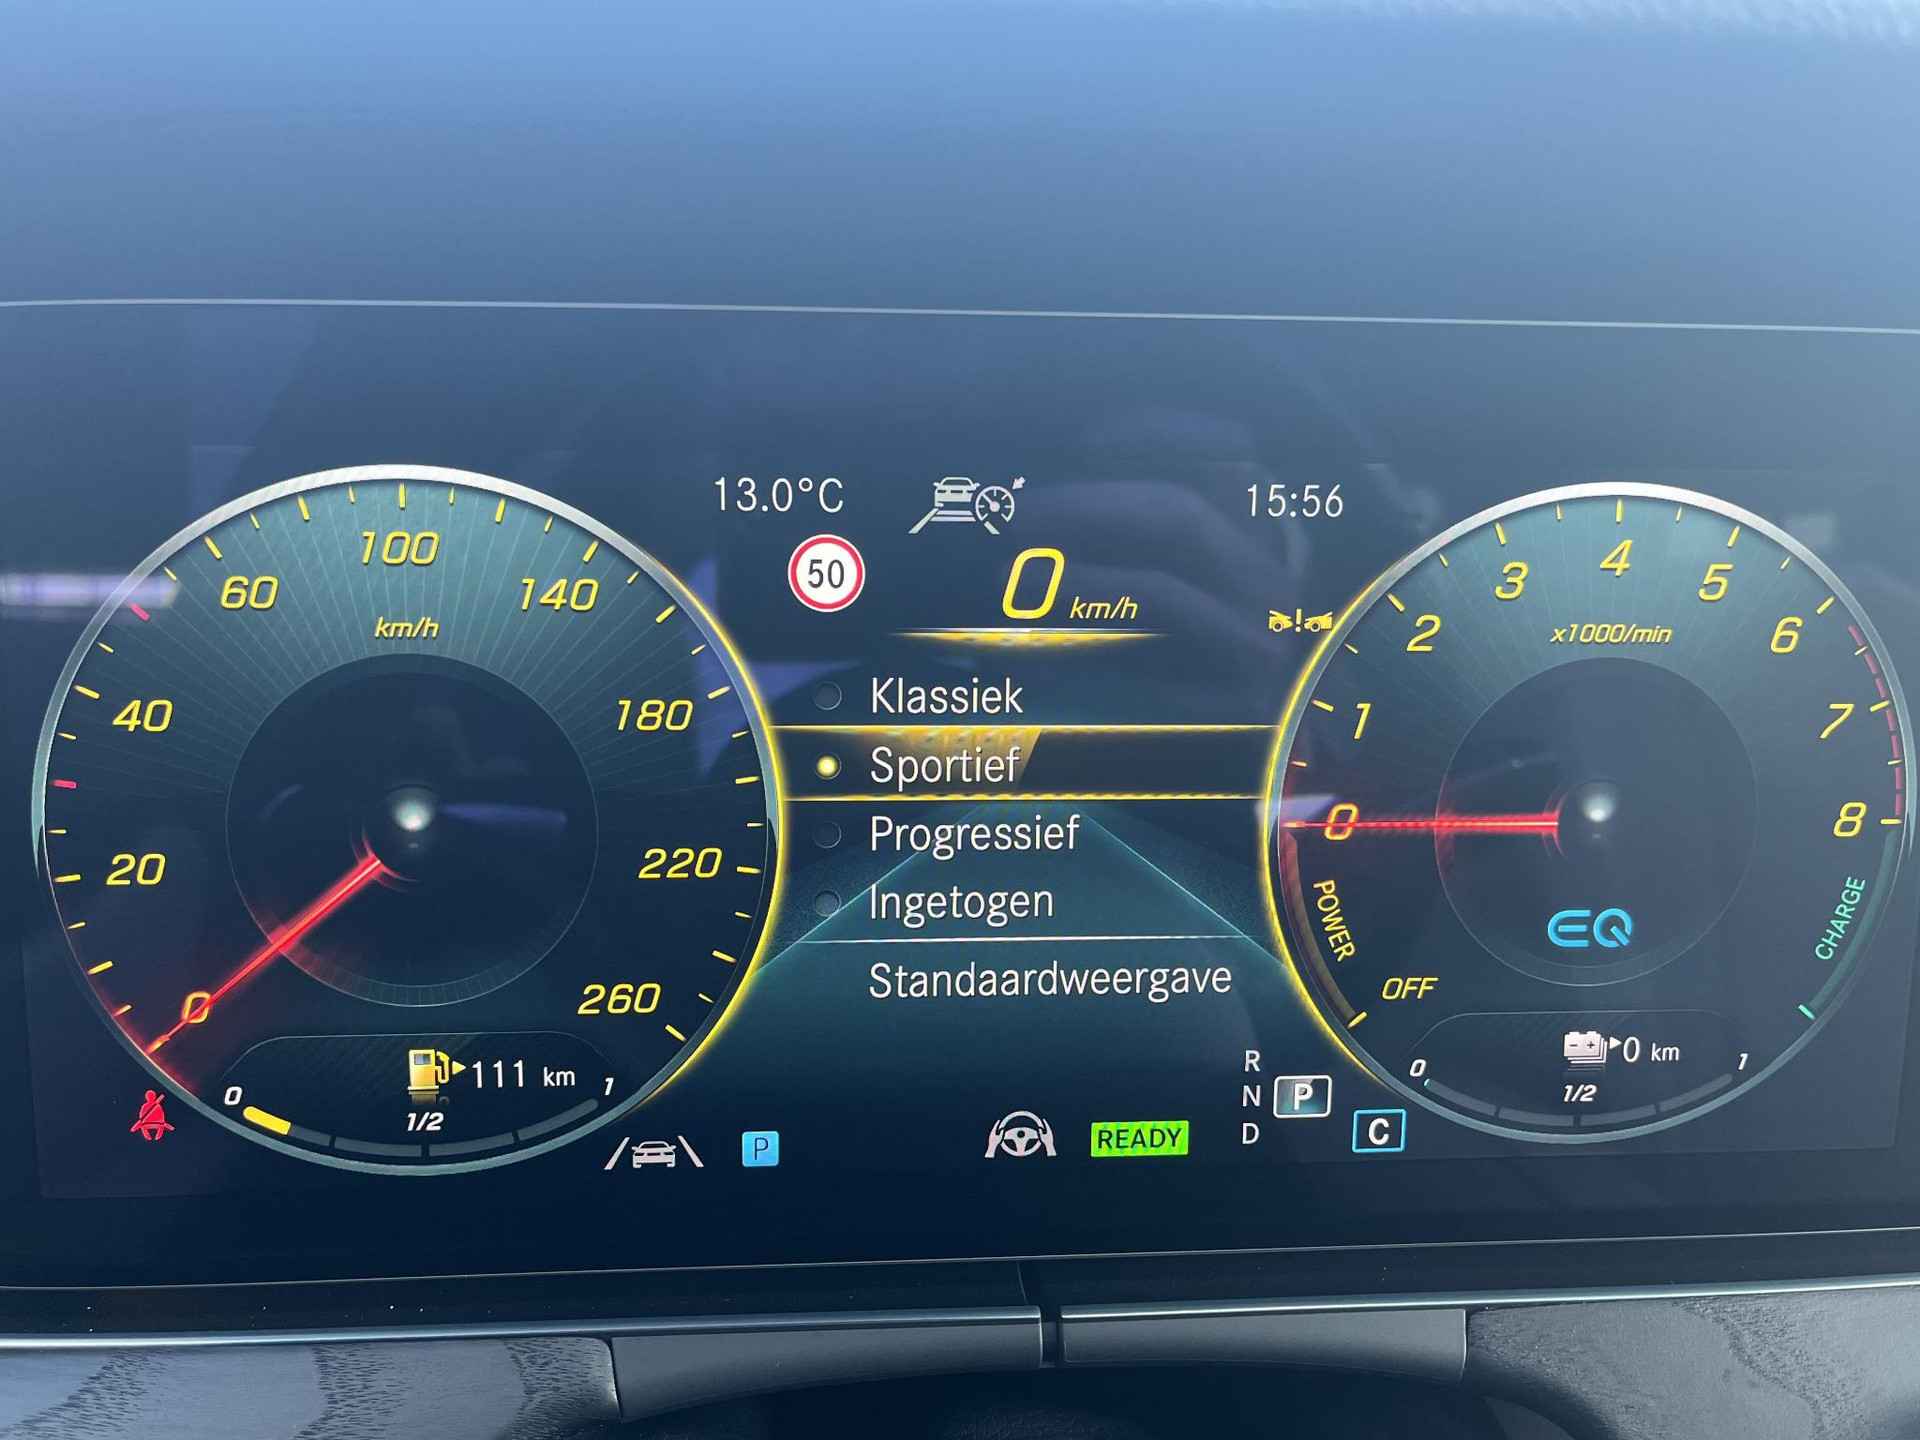 13.0°C
15:56
50
0 km/h
Klassiek
Sportief
Progressief
Ingetogen
Standaardweergave
0
20
40
60
100
140
180
220
260
km/h
111 km
0
1/2
1
0
1
2
3
4
5
6
7
8
x1000/min
POWER
OFF
EQ
CHARGE
0 km
0
1/2
1
P
READY
R
N
D
P
C